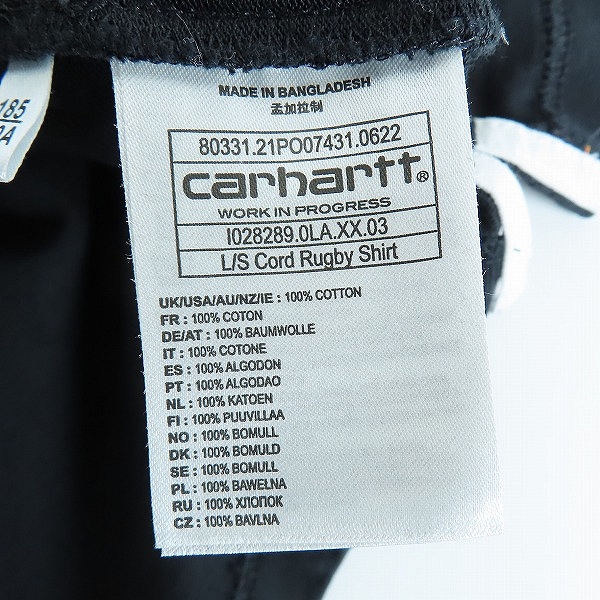 185
MADE IN BANGLADESH
孟加拉制
80331.21PO07431.0622
carhartt®
WORK IN PROGRESS
I028289.0LA.XX.03
L/S Cord Rugby Shirt
UK/USA/AU/NZ/IE : 100% COTTON
FR : 100% COTON
DE/AT : 100% BAUMWOLLE
IT : 100% COTONE
ES : 100% ALGODON
PT : 100% ALGODAO
NL : 100% KATOEN
FI : 100% PUUVILLAA
NO : 100% BOMULL
DK : 100% BOMULD
SE : 100% BOMULL
PL : 100% BAWEŁNA
RU : 100% ХЛОПОК
CZ : 100% BAVLNA